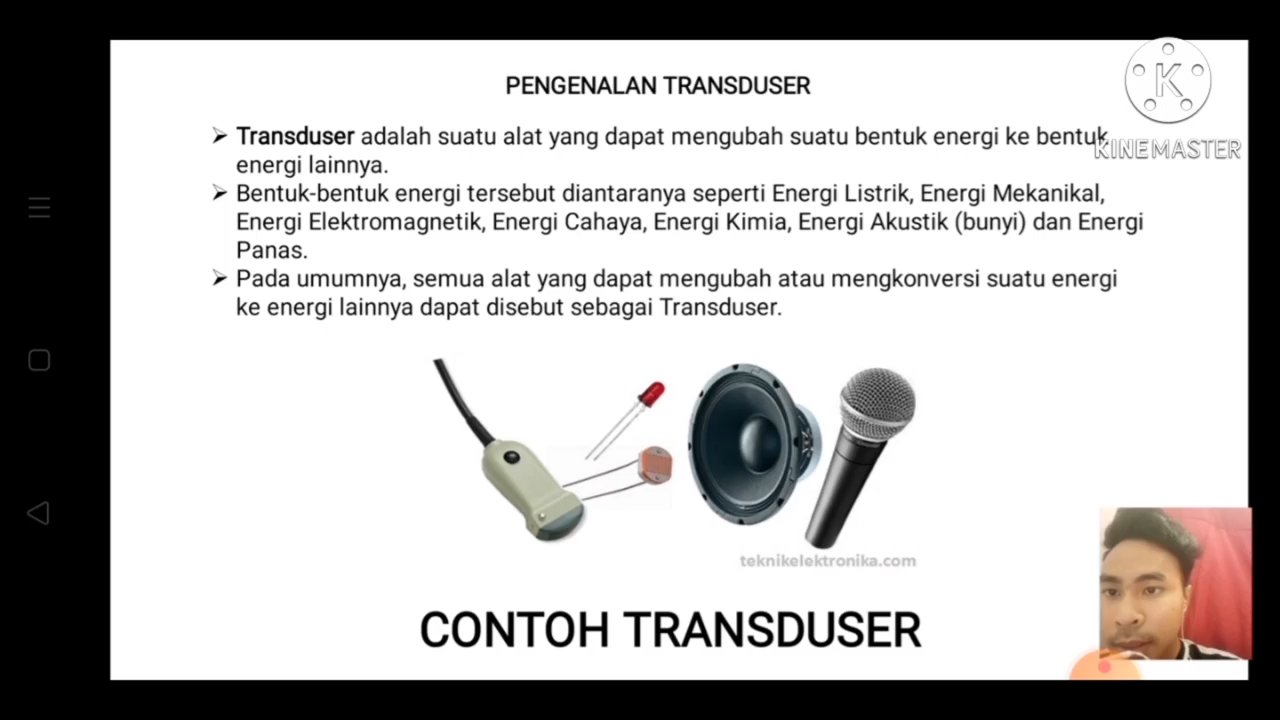 PENGENALAN TRANSDUSER
K
KINEMASTER
➢ Transduser adalah suatu alat yang dapat mengubah suatu bentuk energi ke bentuk
energi lainnya.
➢ Bentuk-bentuk energi tersebut diantaranya seperti Energi Listrik, Energi Mekanikal,
Energi Elektromagnetik, Energi Cahaya, Energi Kimia, Energi Akustik (bunyi) dan Energi
Panas.
➢ Pada umumnya, semua alat yang dapat mengubah atau mengkonversi suatu energi
ke energi lainnya dapat disebut sebagai Transduser.
teknikelektronika.com
CONTOH TRANSDUSER